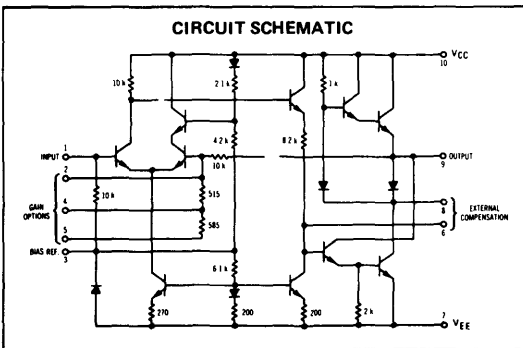 CIRCUIT SCHEMATIC
VCC
10
10 k
2.1 k
1 k
4.2 k
8.2 k
1
INPUT
10 k
OUTPUT
9
2
GAIN OPTIONS
4
5
10 k
515
585
8
EXTERNAL COMPENSATION
6
BIAS REF.
3
6.1 k
270
200
200
2 k
7
VEE